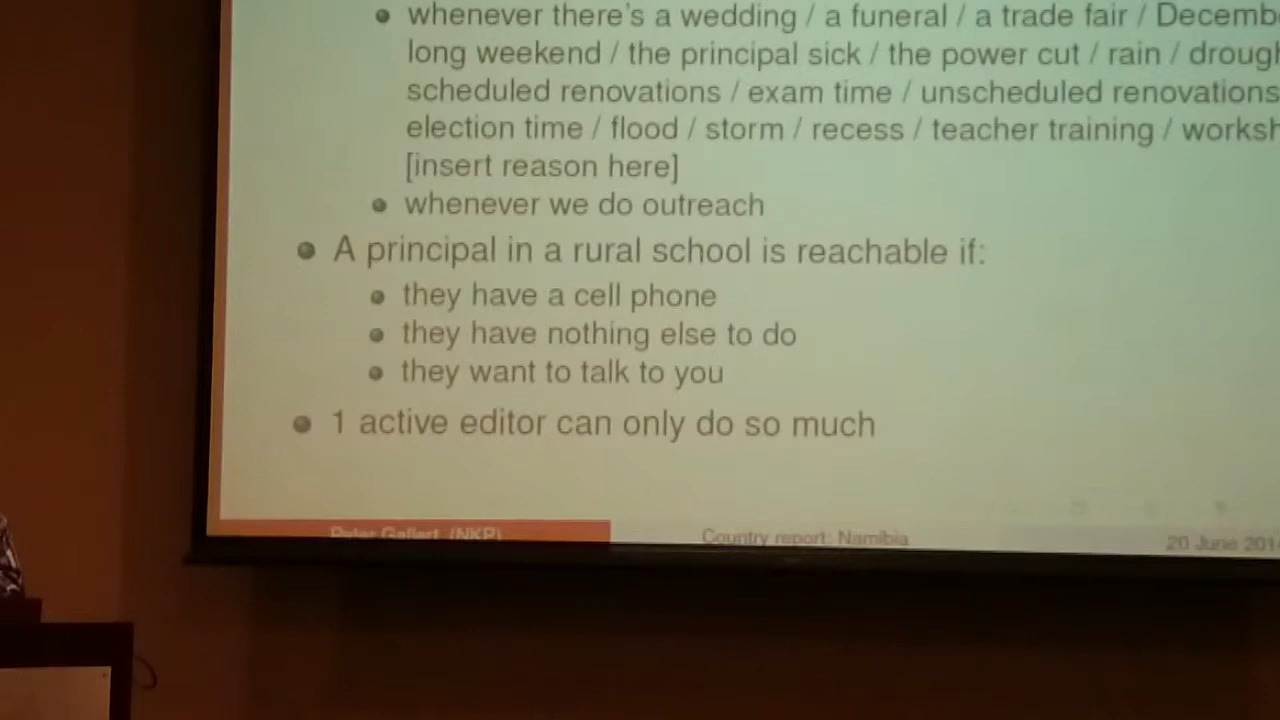 whenever there's a wedding / a funeral / a trade fair /
long weekend / the principal sick / the power cut / rain /
scheduled renovations / exam time / unscheduled renovations
election time / flood / storm / recess / teacher training /
[insert reason here]
whenever we do outreach
A principal in a rural school is reachable if:
they have a cell phone
they have nothing else to do
they want to talk to you
1 active editor can only do so much
(NKP)
Country report: Namibia
20 June